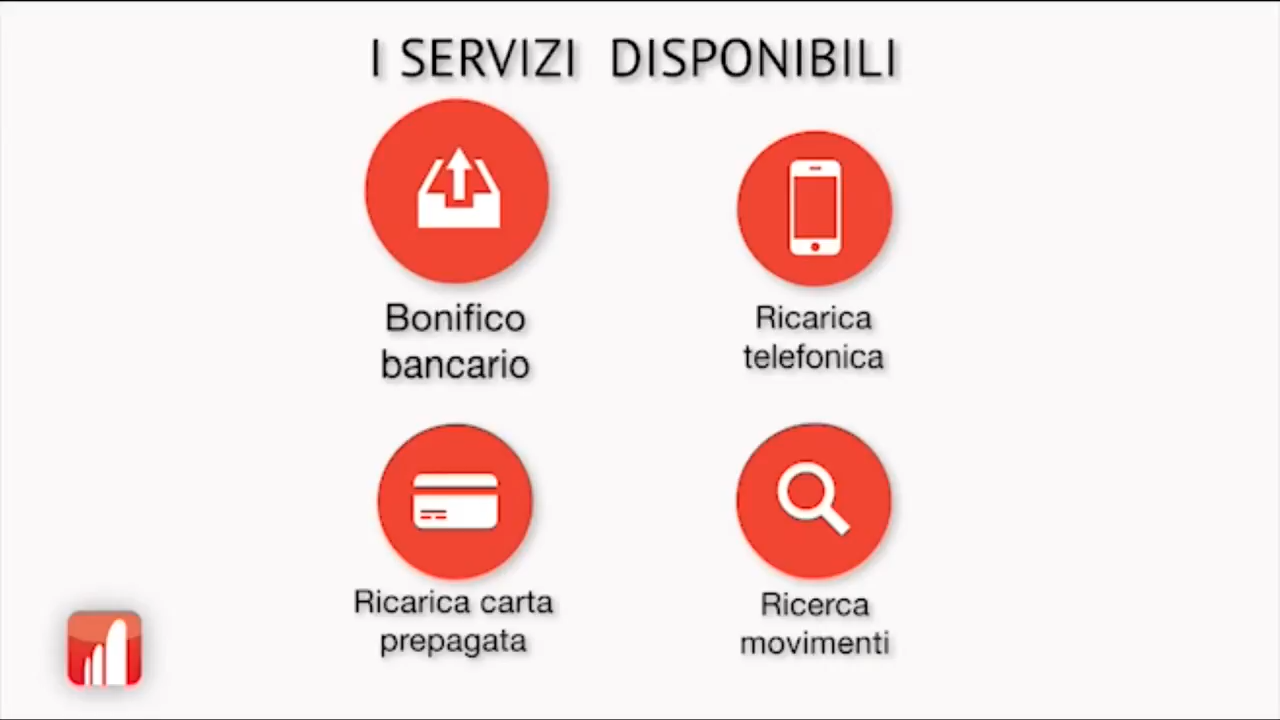 I SERVIZI DISPONIBILI
Bonifico
bancario
Ricarica
telefonica
Ricarica carta
prepagata
Ricerca
movimenti